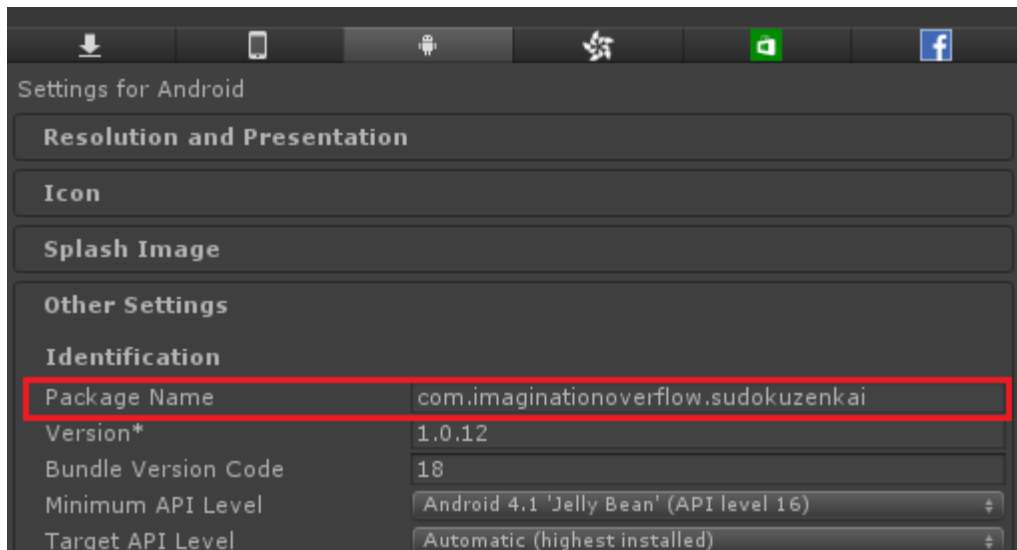 Settings for Android
Resolution and Presentation
Icon
Splash Image
Other Settings
Identification
Package Name com.imaginationoverflow.sudokuzenkai
Version* 1.0.12
Bundle Version Code 18
Minimum API Level Android 4.1 'Jelly Bean' (API level 16)
Target API Level Automatic (highest installed)